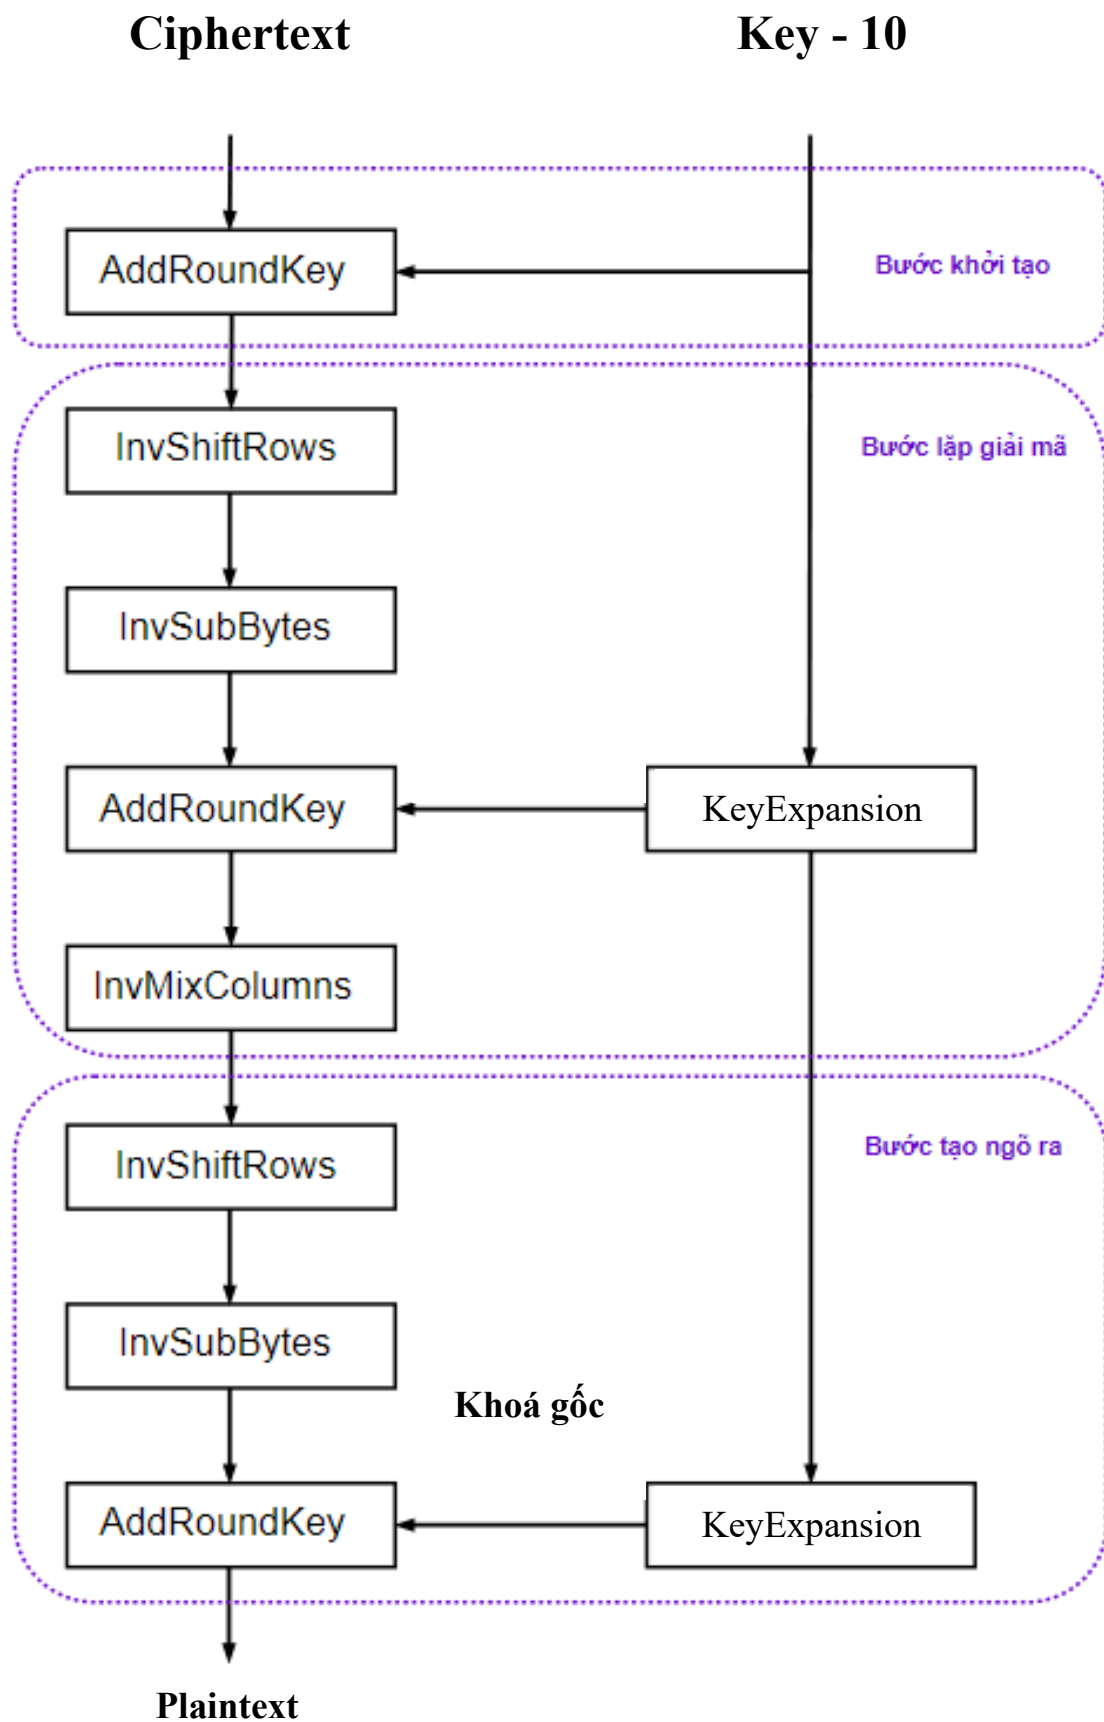 Ciphertext
Key - 10
AddRoundKey
Bước khởi tạo
InvShiftRows
Bước lặp giải mã
InvSubBytes
AddRoundKey
KeyExpansion
InvMixColumns
InvShiftRows
Bước tạo ngõ ra
InvSubBytes
Khoá gốc
AddRoundKey
KeyExpansion
Plaintext